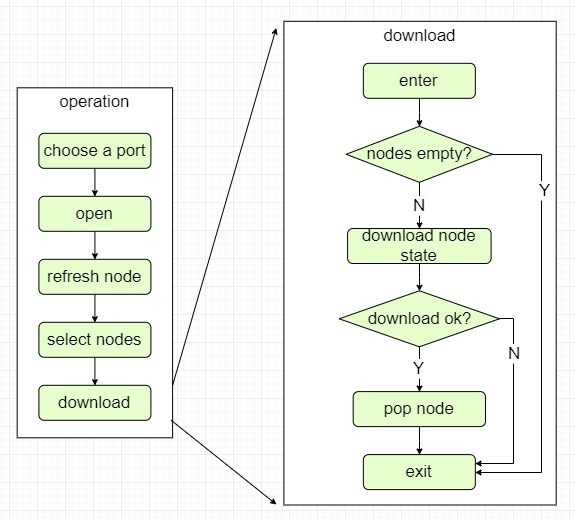 operation
choose a port
open
refresh node
select nodes
download
download
enter
nodes empty?
Y
N
download node
state
download ok?
N
Y
pop node
exit